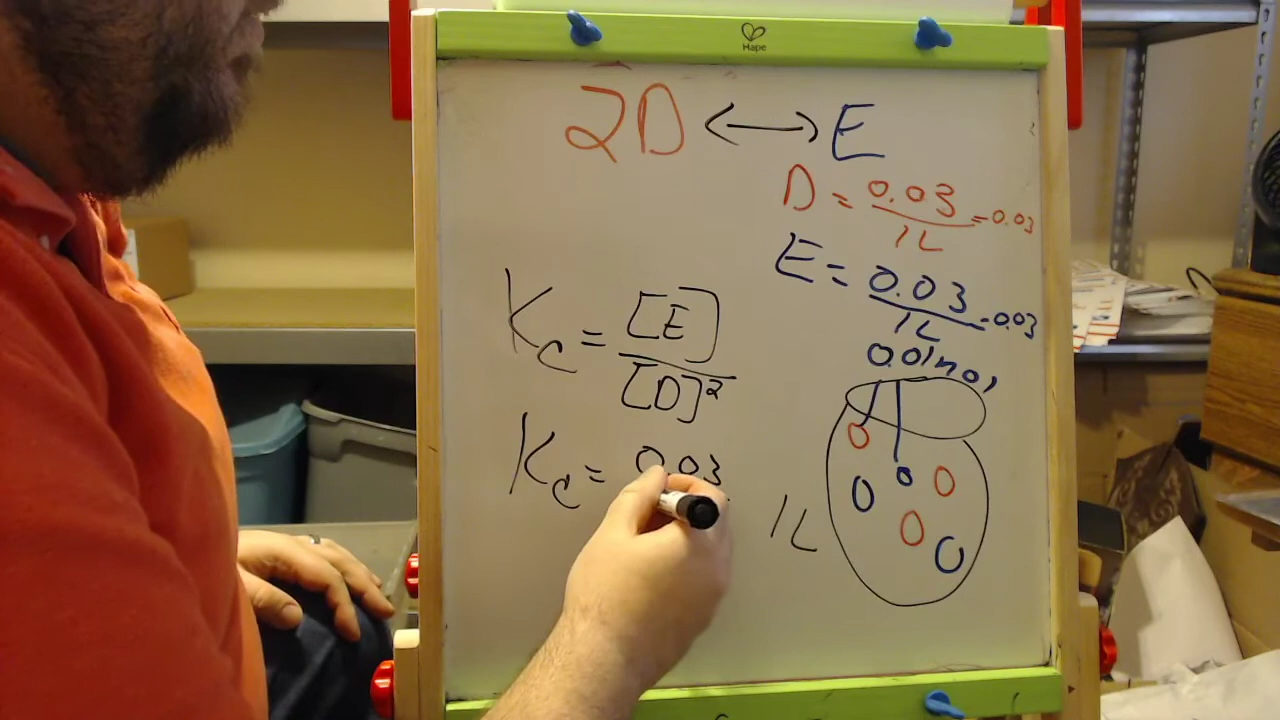 Hape
2D <--> E
D = 0.03/1L = 0.03
E = 0.03/1L = 0.03
Kc = [E]/[D]²
0.01mol
Kc = 0.03
1L